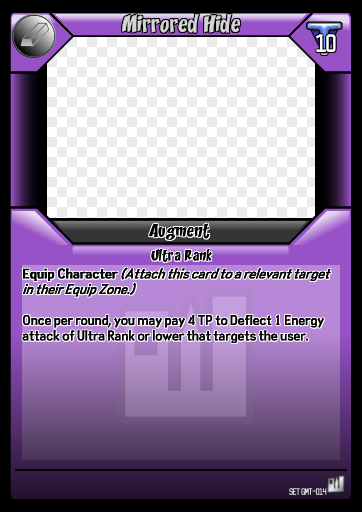 Mirrored Hide
10
Augment
Ultra Rank
Equip Character (Attach this card to a relevant target
in their Equip Zone.)
Once per round, you may pay 4 TP to Deflect 1 Energy
attack of Ultra Rank or lower that targets the user.
SET GMT-014